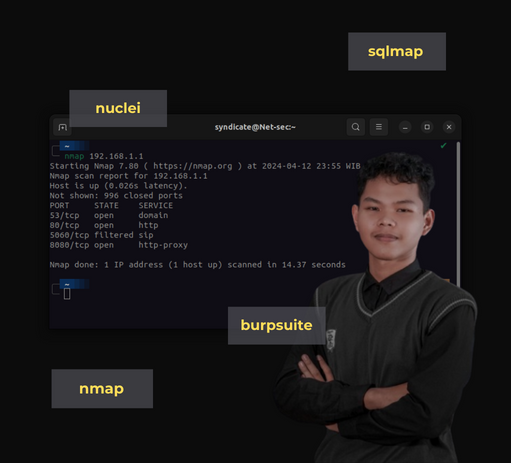 sqlmap
nuclei
syndicate@Net-sec:~
~
nmap 192.168.1.1
Starting Nmap 7.80 ( https://nmap.org ) at 2024-04-12 23:55 WIB
Nmap scan report for 192.168.1.1
Host is up (0.026s latency).
Not shown: 996 closed ports
PORT     STATE    SERVICE
53/tcp   open     domain
80/tcp   open     http
5060/tcp filtered sip
8080/tcp open     http-proxy
Nmap done: 1 IP address (1 host up) scanned in 14.37 seconds
~
burpsuite
nmap